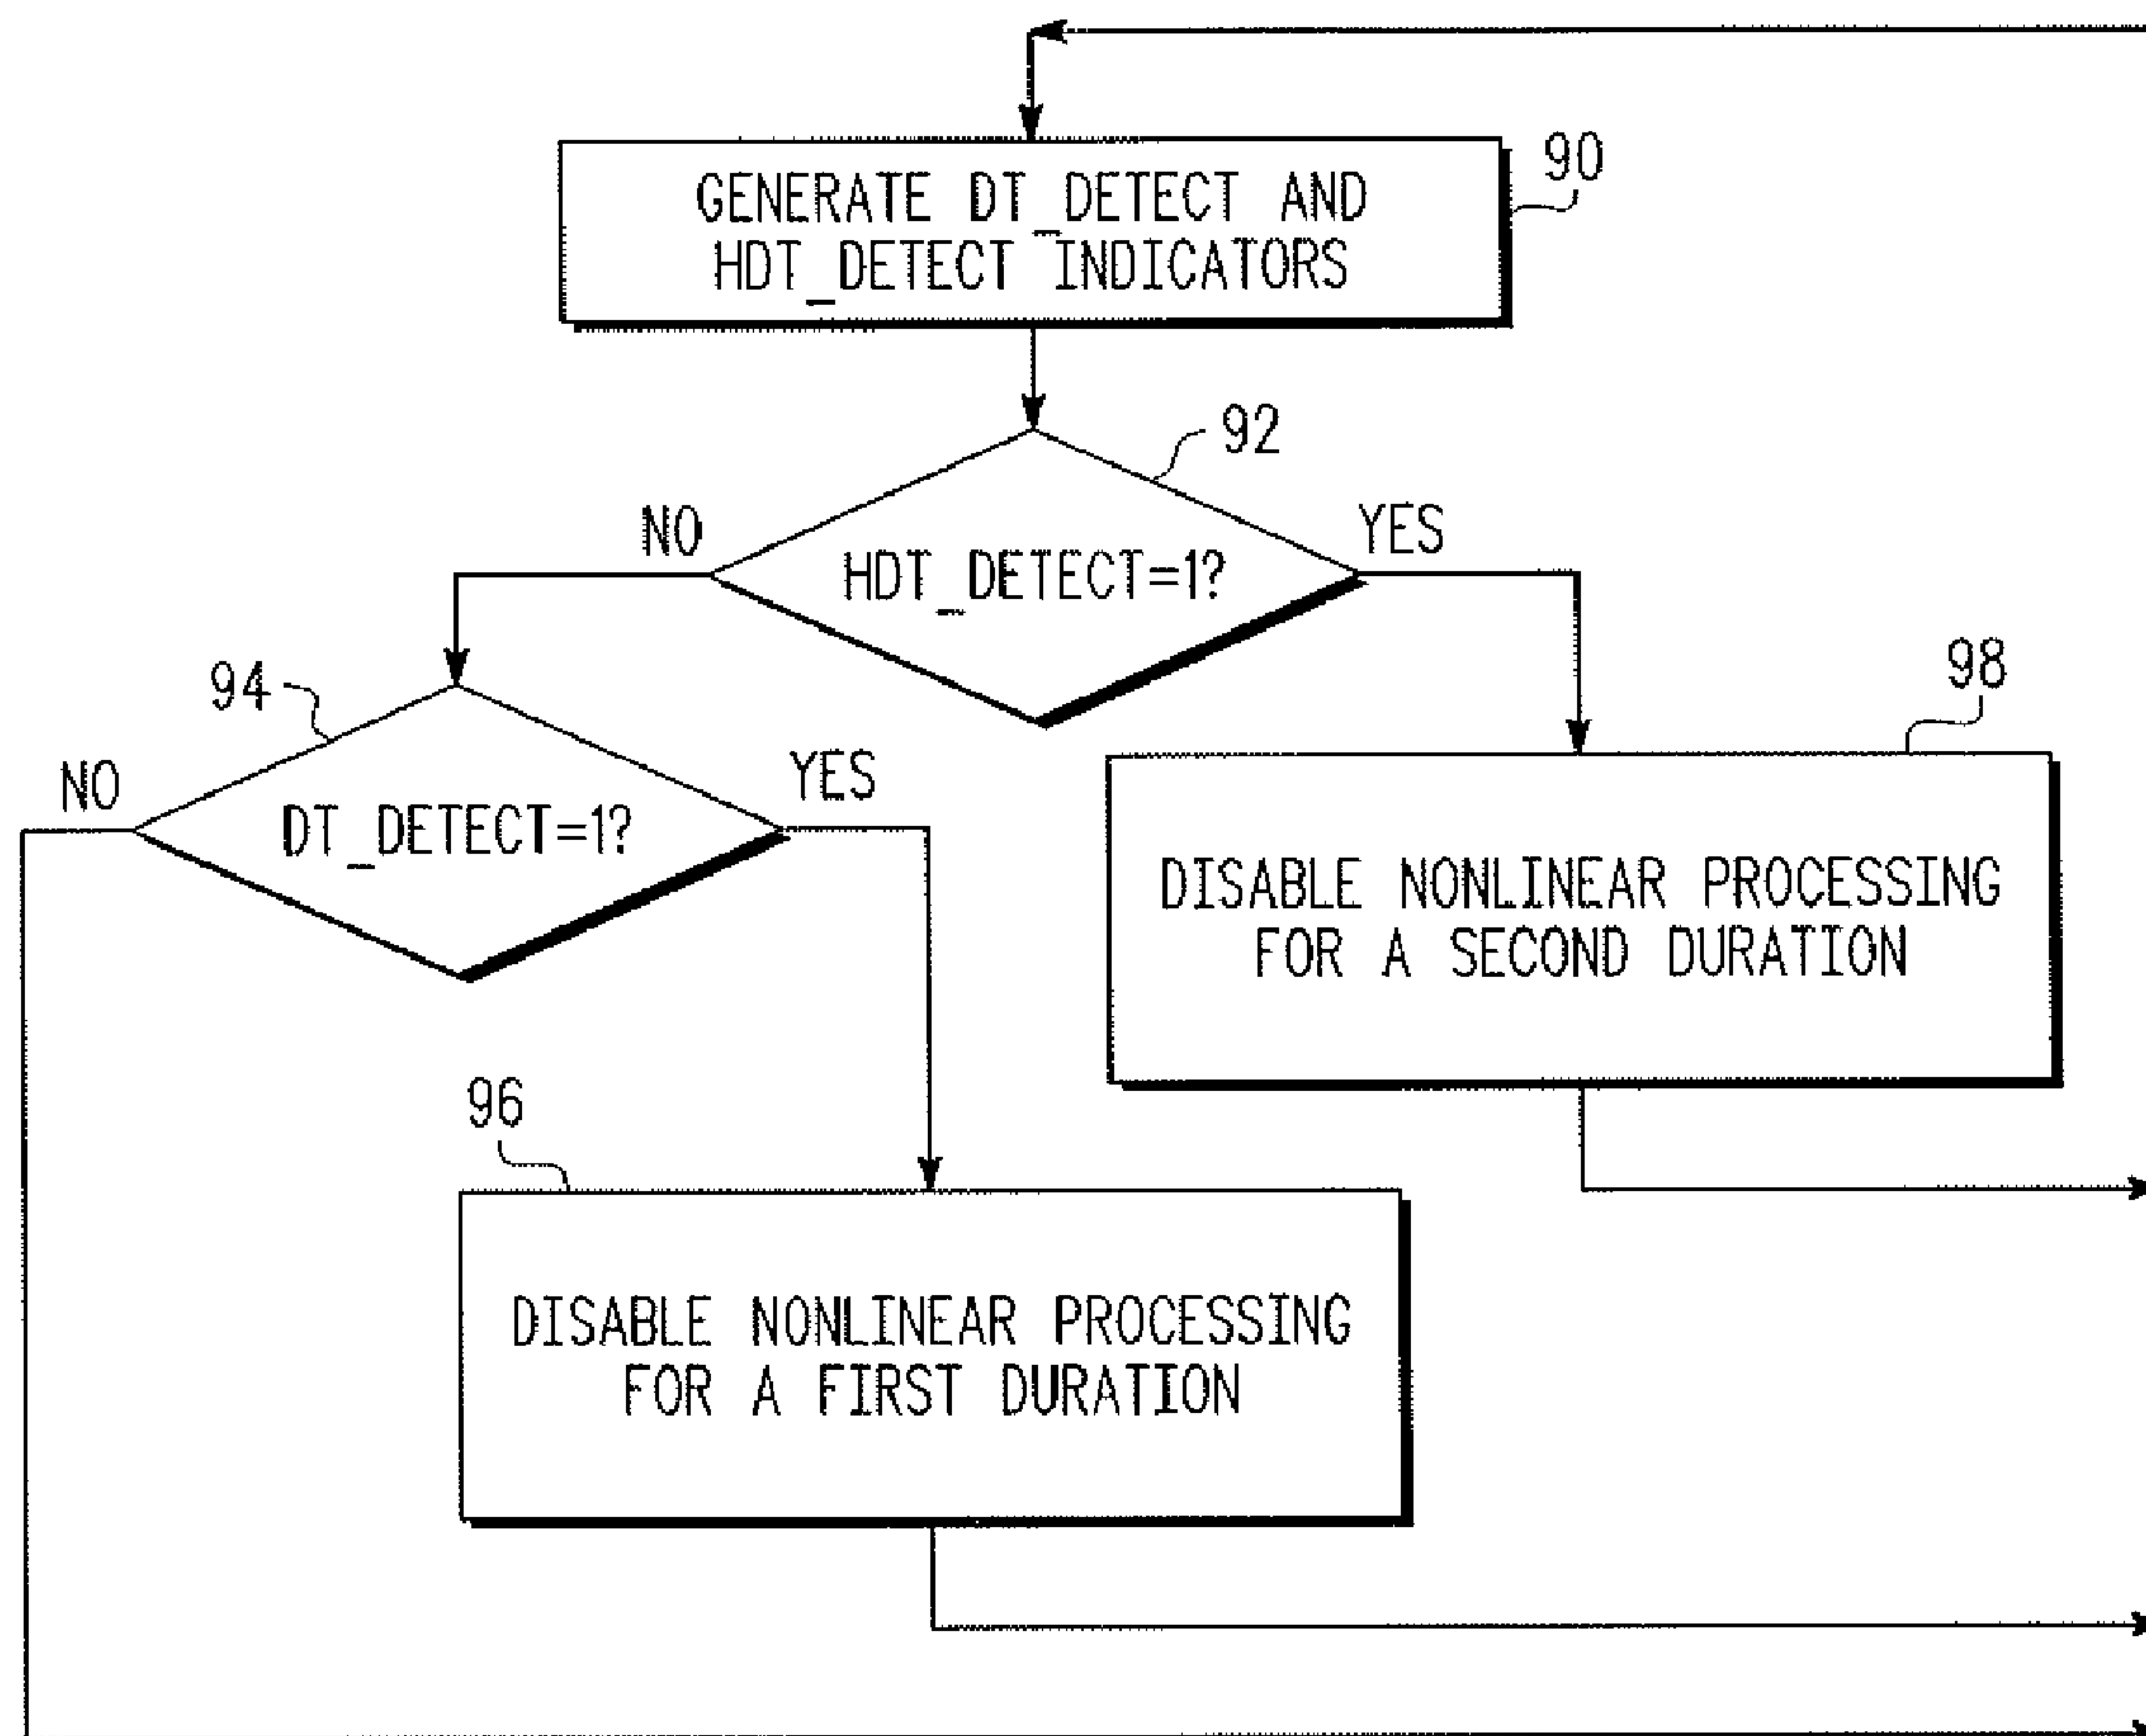 GENERATE DT_DETECT AND
HDT_DETECT INDICATORS
90
92
NO
YES
HDT_DETECT=1?
94
98
NO
YES
DT_DETECT=1?
DISABLE NONLINEAR PROCESSING
FOR A SECOND DURATION
96
DISABLE NONLINEAR PROCESSING
FOR A FIRST DURATION